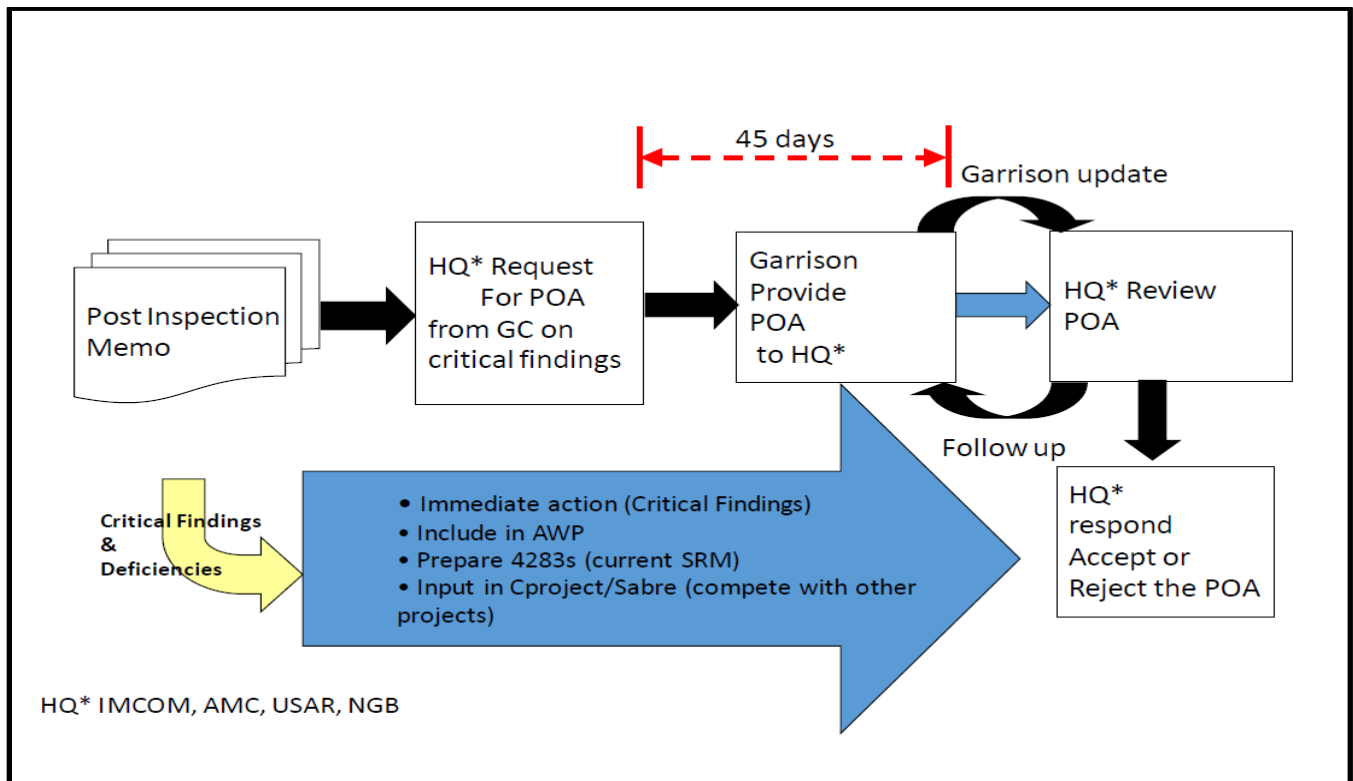 45 days
Garrison update
Post Inspection
Memo
HQ* Request
For POA
from GC on
critical findings
Garrison
Provide
POA
to HQ*
HQ* Review
POA
Follow up
HQ*
respond
Accept or
Reject the POA
Critical Findings
&
Deficiencies
• Immediate action (Critical Findings)
• Include in AWP
• Prepare 4283s (current SRM)
• Input in Cproject/Sabre (compete with other
projects)
HQ* IMCOM, AMC, USAR, NGB